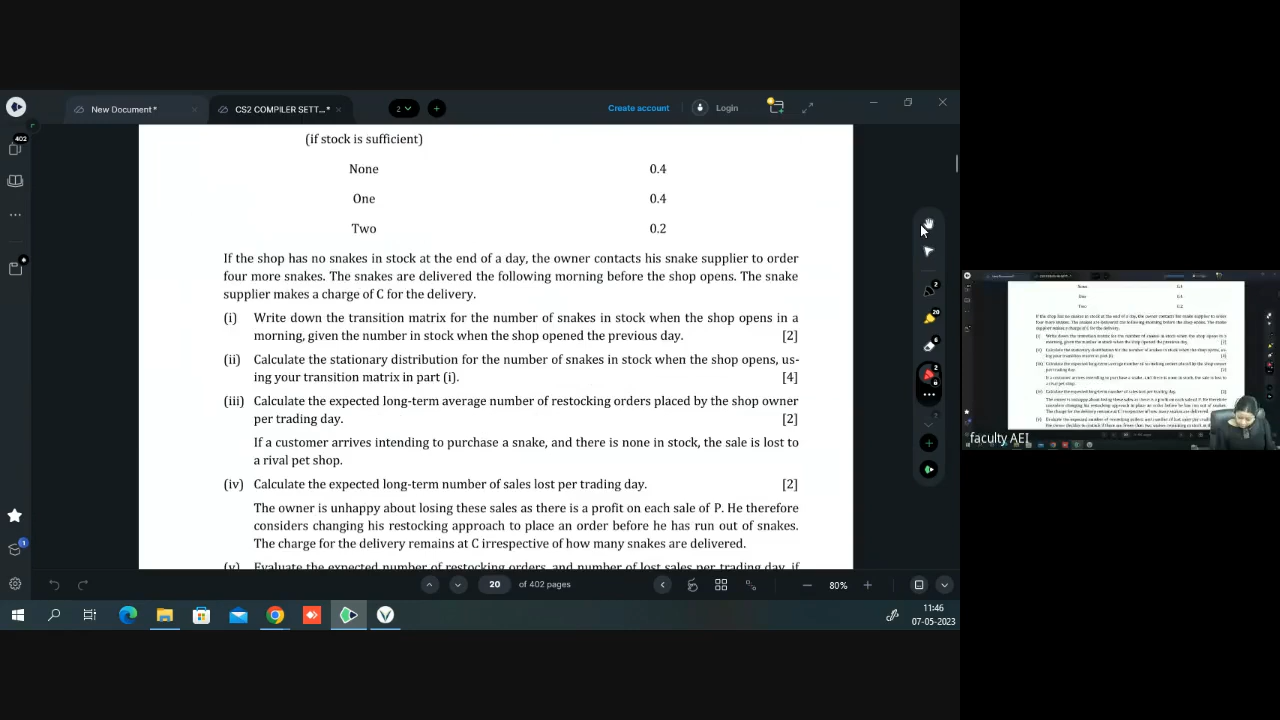 New Document*
CS2 COMPILER SETT...*
2
Create account
Login
402
(if stock is sufficient)
None 0.4
One 0.4
Two 0.2
If the shop has no snakes in stock at the end of a day, the owner contacts his snake supplier to order
four more snakes. The snakes are delivered the following morning before the shop opens. The snake
supplier makes a charge of C for the delivery.
(i) Write down the transition matrix for the number of snakes in stock when the shop opens in a
morning, given the number in stock when the shop opened the previous day. [2]
(ii) Calculate the stationary distribution for the number of snakes in stock when the shop opens, us-
ing your transition matrix in part (i). [4]
(iii) Calculate the expected long-term average number of restocking orders placed by the shop owner
per trading day. [2]
If a customer arrives intending to purchase a snake, and there is none in stock, the sale is lost to
a rival pet shop.
(iv) Calculate the expected long-term number of sales lost per trading day. [2]
The owner is unhappy about losing these sales as there is a profit on each sale of P. He therefore
considers changing his restocking approach to place an order before he has run out of snakes.
The charge for the delivery remains at C irrespective of how many snakes are delivered.
(v) Evaluate the expected number of restocking orders, and number of lost sales per trading day, if
2
20
2
1
20 of 402 pages
80%
11:46
07-05-2023
faculty AEI